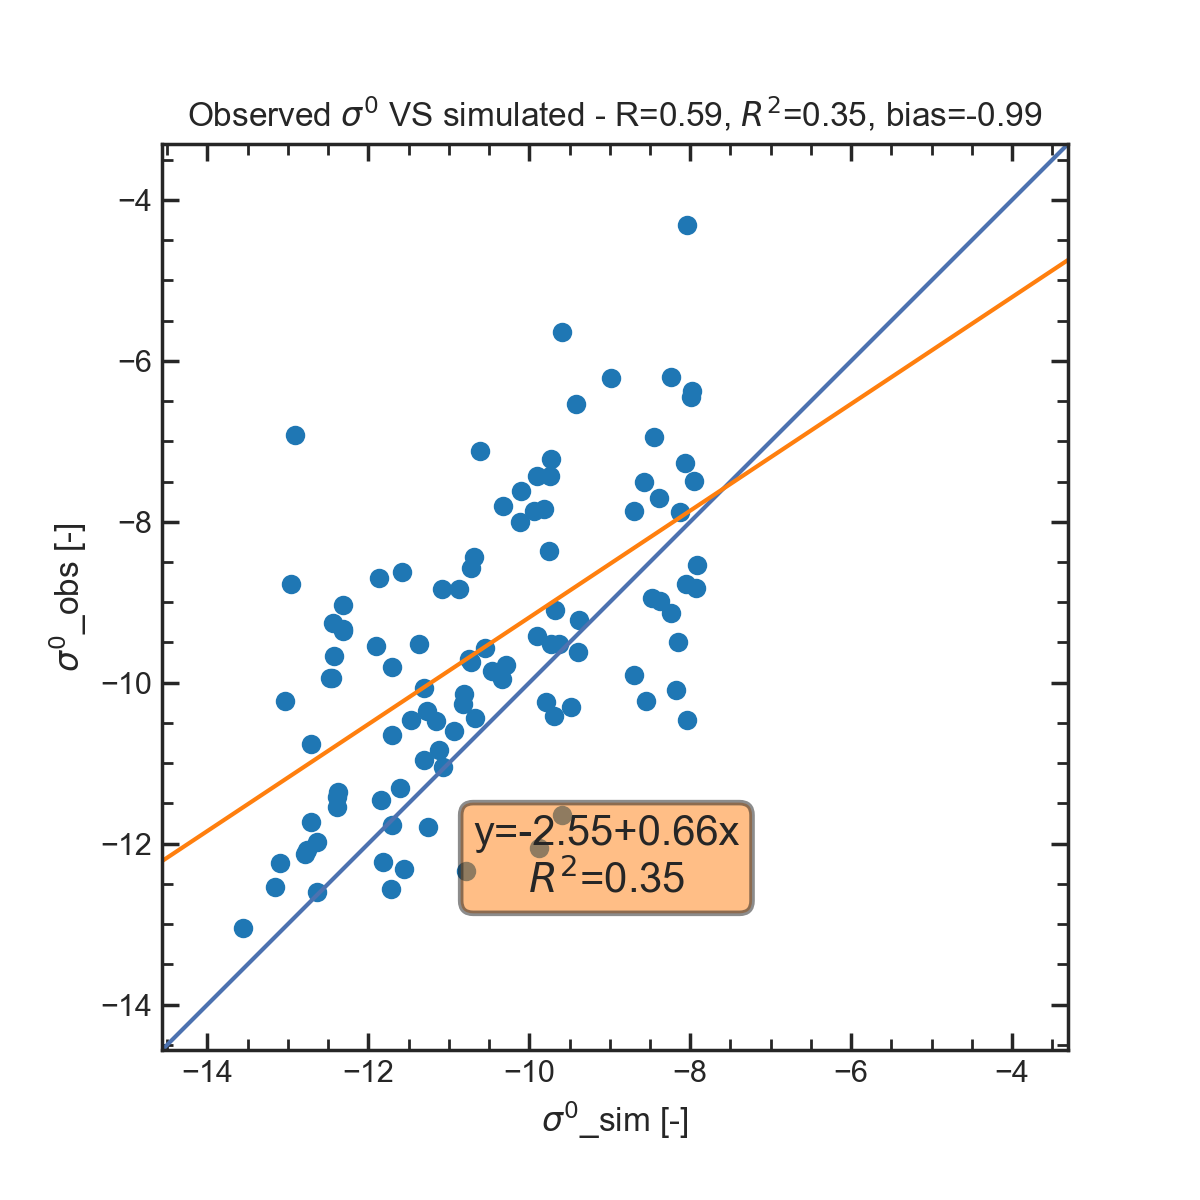 Observed σ⁰ VS simulated - R=0.59, R²=0.35, bias=-0.99
−4
−6
−8
−10
−12
−14
σ⁰_obs [-]
y=-2.55+0.66x
R²=0.35
−14 −12 −10 −8 −6 −4
σ⁰_sim [-]